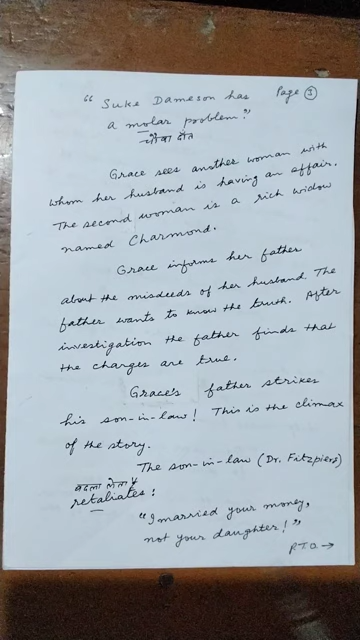 "Suke Dameson has Page ③
a molar problem."
चौका दाँत
Grace sees another woman with
whom her husband is having an affair.
The second woman is a rich widow
named Charmond.
Grace informs her father
about the misdeeds of her husband. The
father wants to know the truth. After
investigation the father finds that
the charges are true.
Grace's father strikes
his son-in-law! This is the climax
of the story.
The son-in-law (Dr. Fitzpiers)
बदला लेता है
retaliates:
"I married your money,
not your daughter!"
P.T.O. →